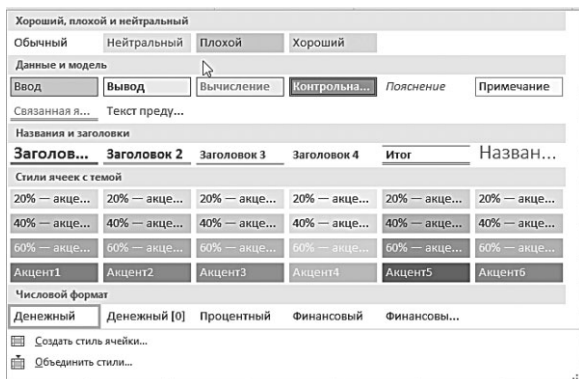 Хороший, плохой и нейтральный
Обычный Нейтральный Плохой Хороший
Данные и модель
Ввод Вывод Вычисление Контрольна... Пояснение Примечание
Связанная я... Текст преду...
Названия и заголовки
Заголов... Заголовок 2 Заголовок 3 Заголовок 4 Итог Назван...
Стили ячеек с темой
20% — акце... 20% — акце... 20% — акце... 20% — акце... 20% — акце... 20% — акце...
40% — акце... 40% — акце... 40% — акце... 40% — акце... 40% — акце... 40% — акце...
60% — акце... 60% — акце... 60% — акце... 60% — акце... 60% — акце... 60% — акце...
Акцент1 Акцент2 Акцент3 Акцент4 Акцент5 Акцент6
Числовой формат
Денежный Денежный [0] Процентный Финансовый Финансовы...
Создать стиль ячейки...
Объединить стили...